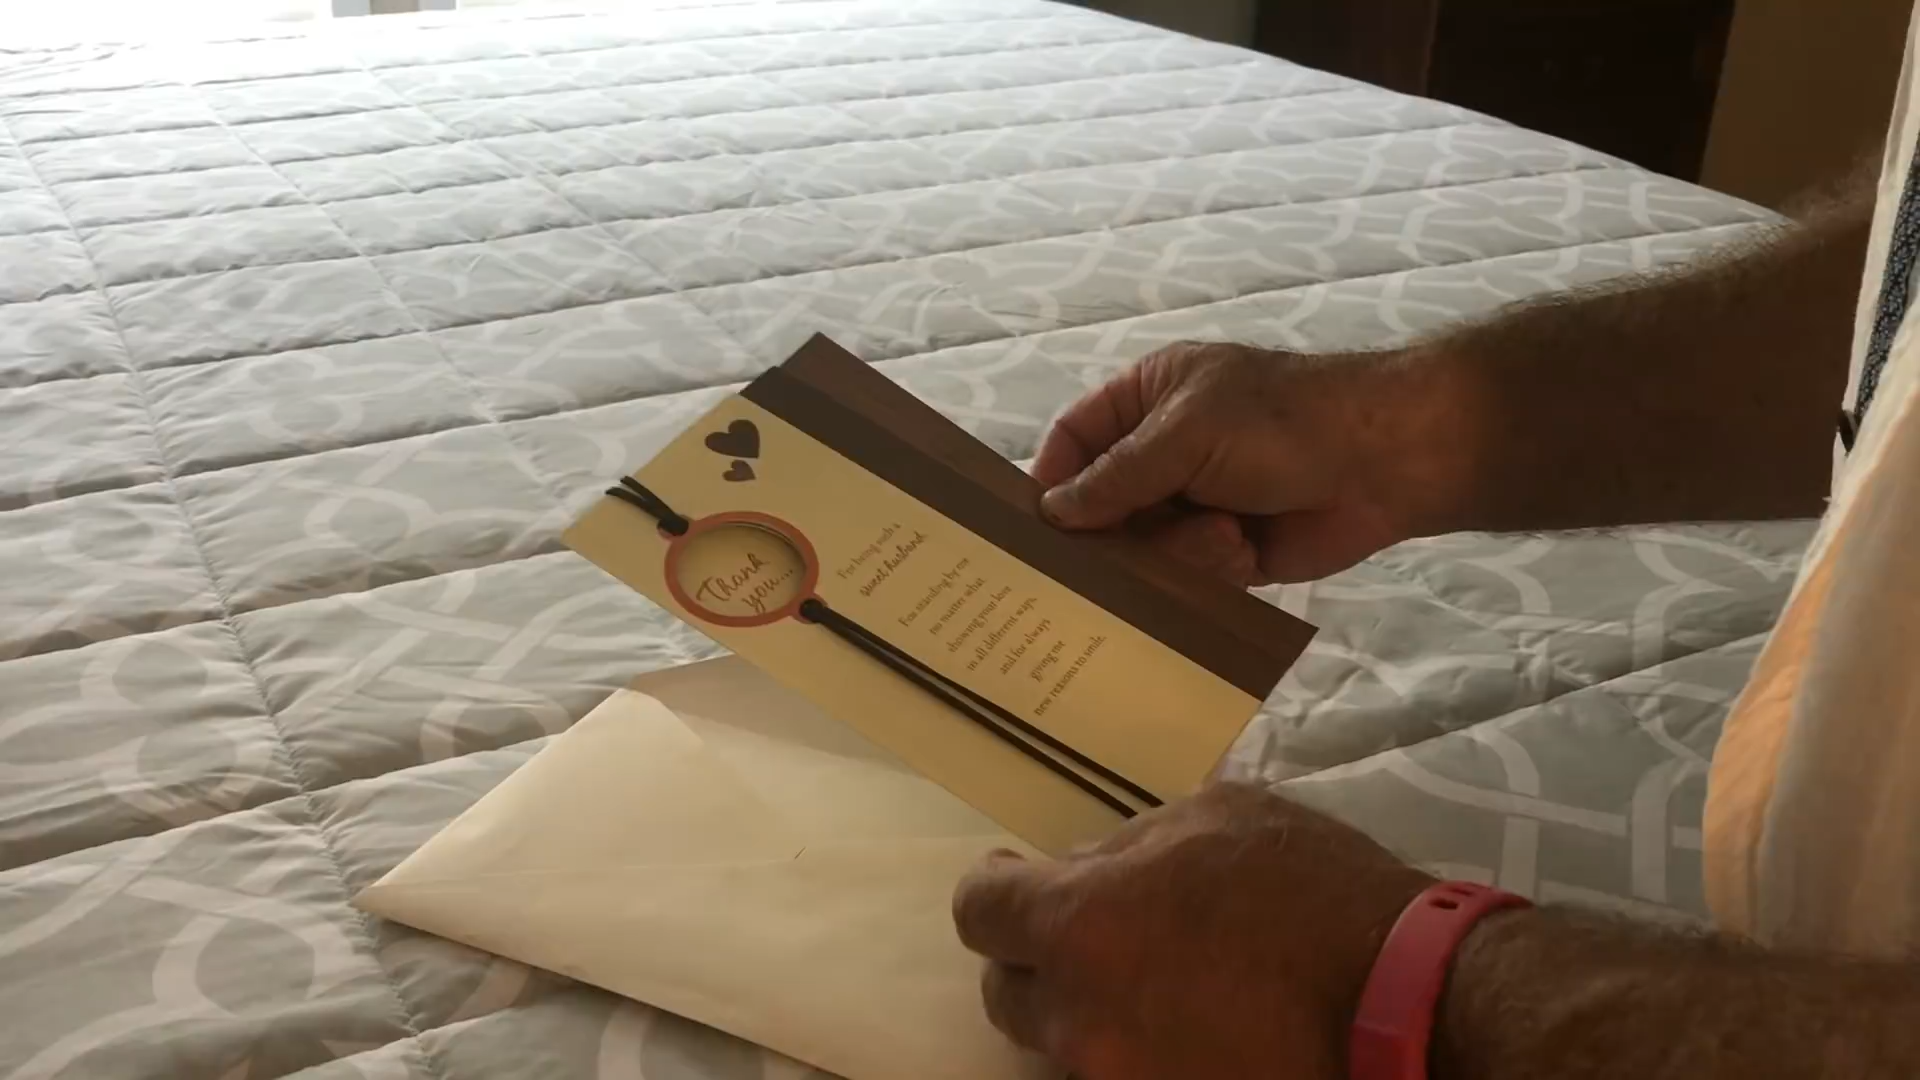 Thank
you...
For being such a
sweet husband.
For standing by me
no matter what,
showing your love
in all different ways,
and for always
giving me
new reasons to smile.